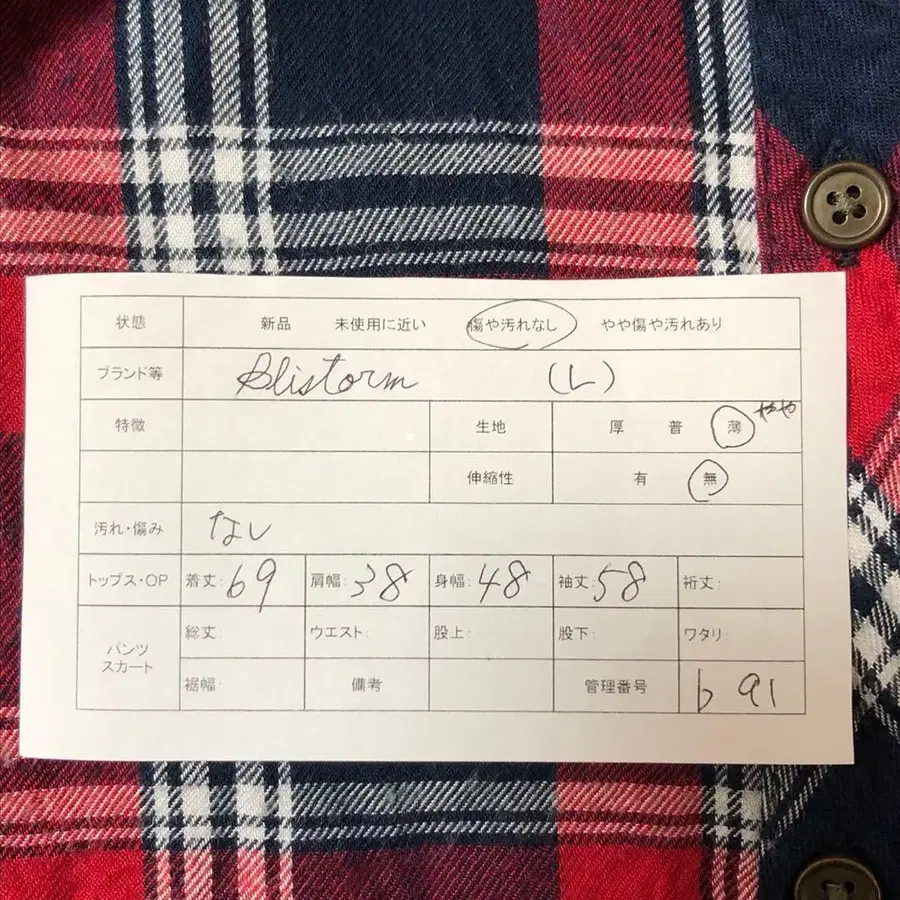 状態 新品 未使用に近い 傷や汚れなし やや傷や汚れあり
ブランド等 Blistorm (L)
特徴 生地 厚 普 薄 やや
伸縮性 有 無
汚れ・傷み なし
トップス・OP 着丈: 69 肩幅: 38 身幅: 48 袖丈: 58 裄丈:
パンツ スカート 総丈: ウエスト: 股上: 股下: ワタリ:
裾幅: 備考 管理番号 b 91